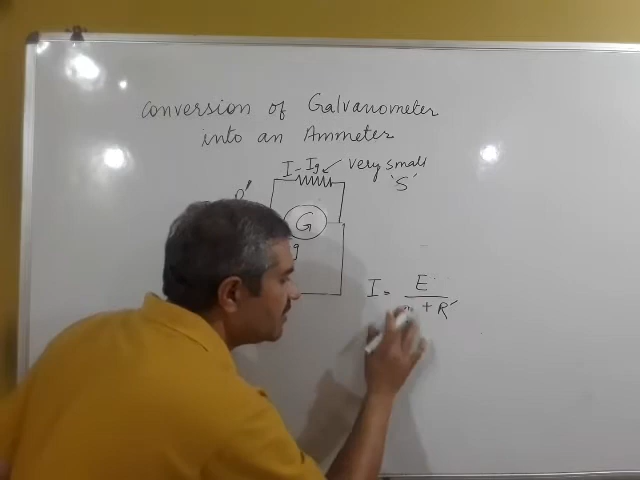 Conversion of Galvanometer
into an Ammeter
I - Ig very small
'S'
R'
G
g
I = E
+ R'